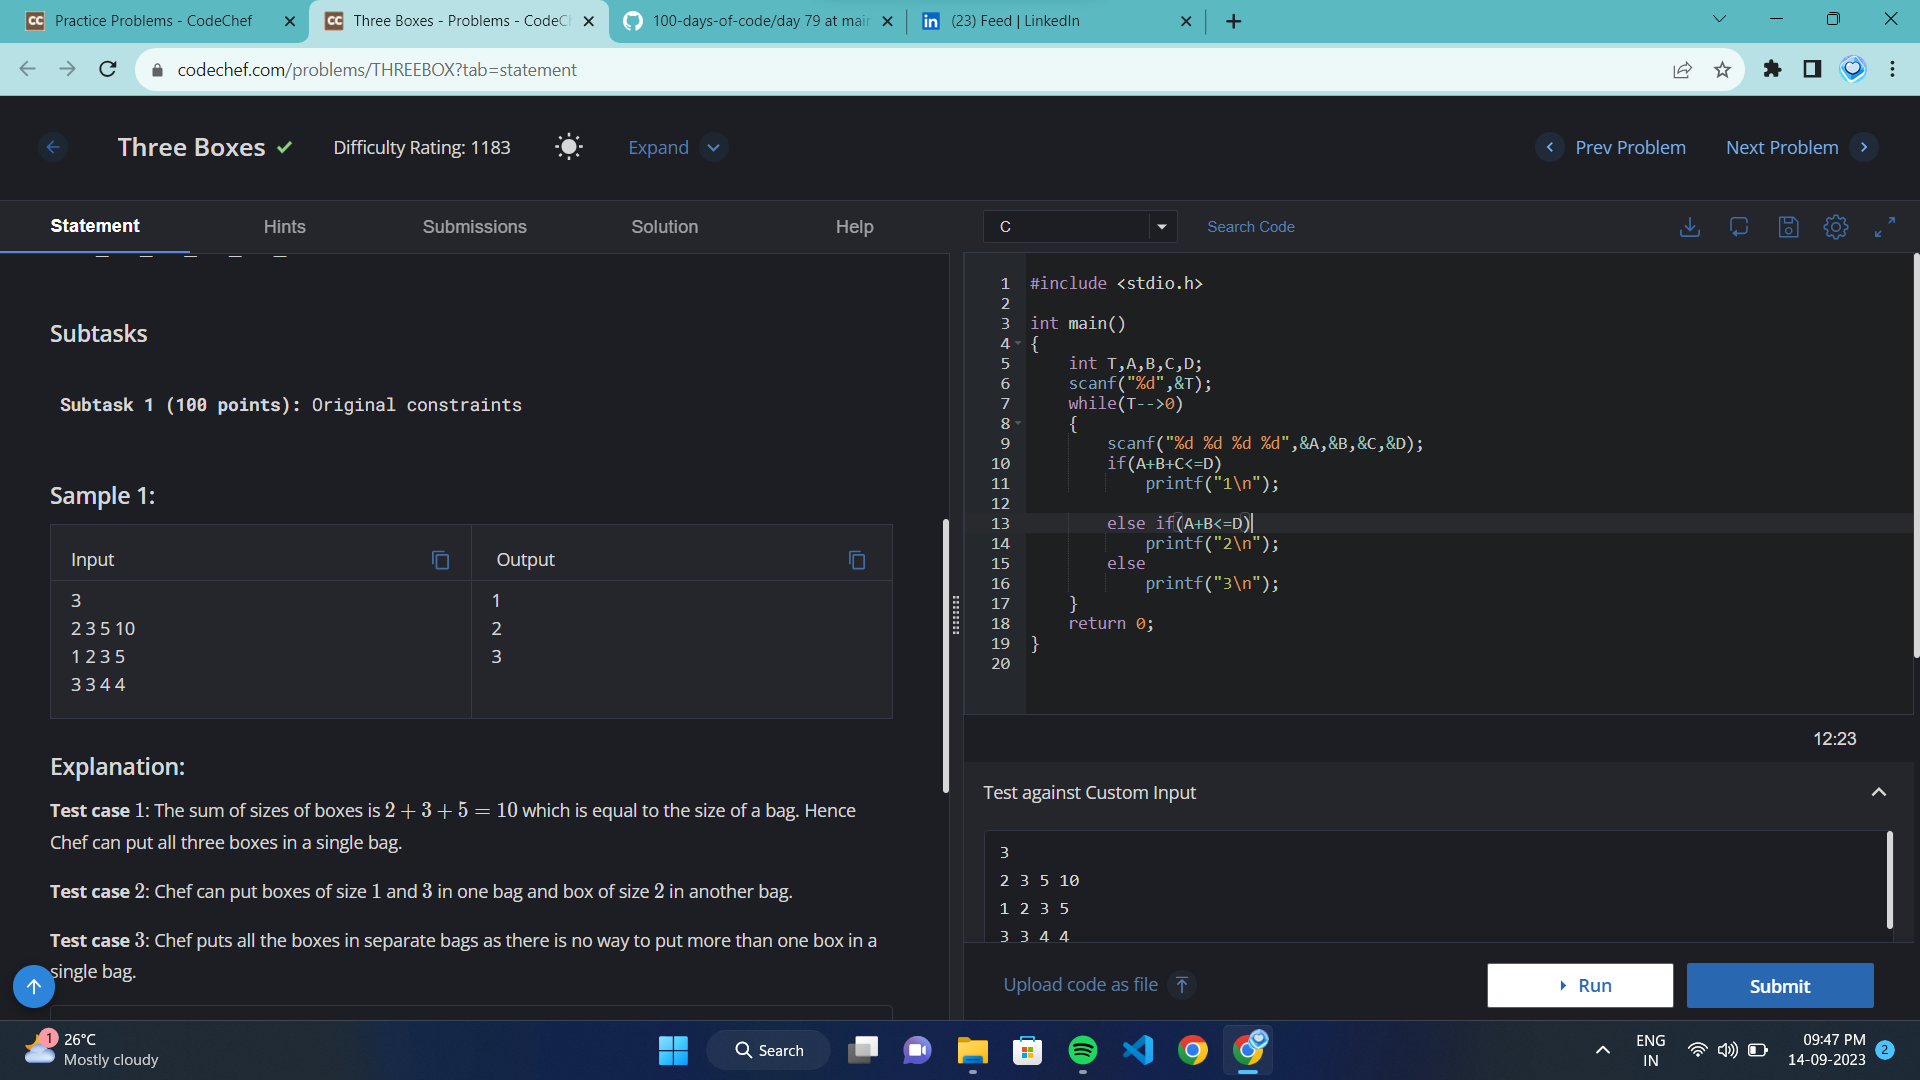 Practice Problems - CodeChef
Three Boxes - Problems - CodeC
100-days-of-code/day 79 at mai
(23) Feed | LinkedIn
codechef.com/problems/THREEBOX?tab=statement
Three Boxes
Difficulty Rating: 1183
Expand
Prev Problem
Next Problem
Statement
Hints
Submissions
Solution
Help
C
Search Code
Subtasks
Subtask 1 (100 points): Original constraints
Sample 1:
Input
Output
3
2 3 5 10
1 2 3 5
3 3 4 4
1
2
3
Explanation:
Test case 1: The sum of sizes of boxes is 2 + 3 + 5 = 10 which is equal to the size of a bag. Hence
Chef can put all three boxes in a single bag.
Test case 2: Chef can put boxes of size 1 and 3 in one bag and box of size 2 in another bag.
Test case 3: Chef puts all the boxes in separate bags as there is no way to put more than one box in a
single bag.
1 #include <stdio.h>
2
3 int main()
4 {
5     int T,A,B,C,D;
6     scanf("%d",&T);
7     while(T-->0)
8     {
9         scanf("%d %d %d %d",&A,&B,&C,&D);
10         if(A+B+C<=D)
11             printf("1\n");
12
13         else if(A+B<=D)
14             printf("2\n");
15         else
16             printf("3\n");
17     }
18     return 0;
19 }
20
12:23
Test against Custom Input
3
2 3 5 10
1 2 3 5
3 3 4 4
Upload code as file
Run
Submit
1
26°C
Mostly cloudy
Search
ENG
IN
09:47 PM
14-09-2023
2